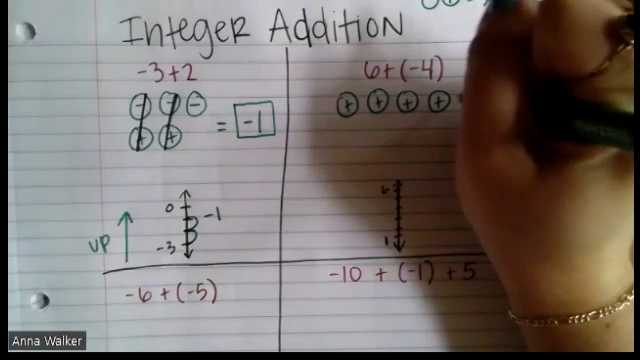 Integer Addition
-3+2
6+(-4)
- - -
+ +
= -1
+ + + +
0
-1
-3
UP
6
1
-6+(-5)
-10 + (-1) + 5
Anna Walker